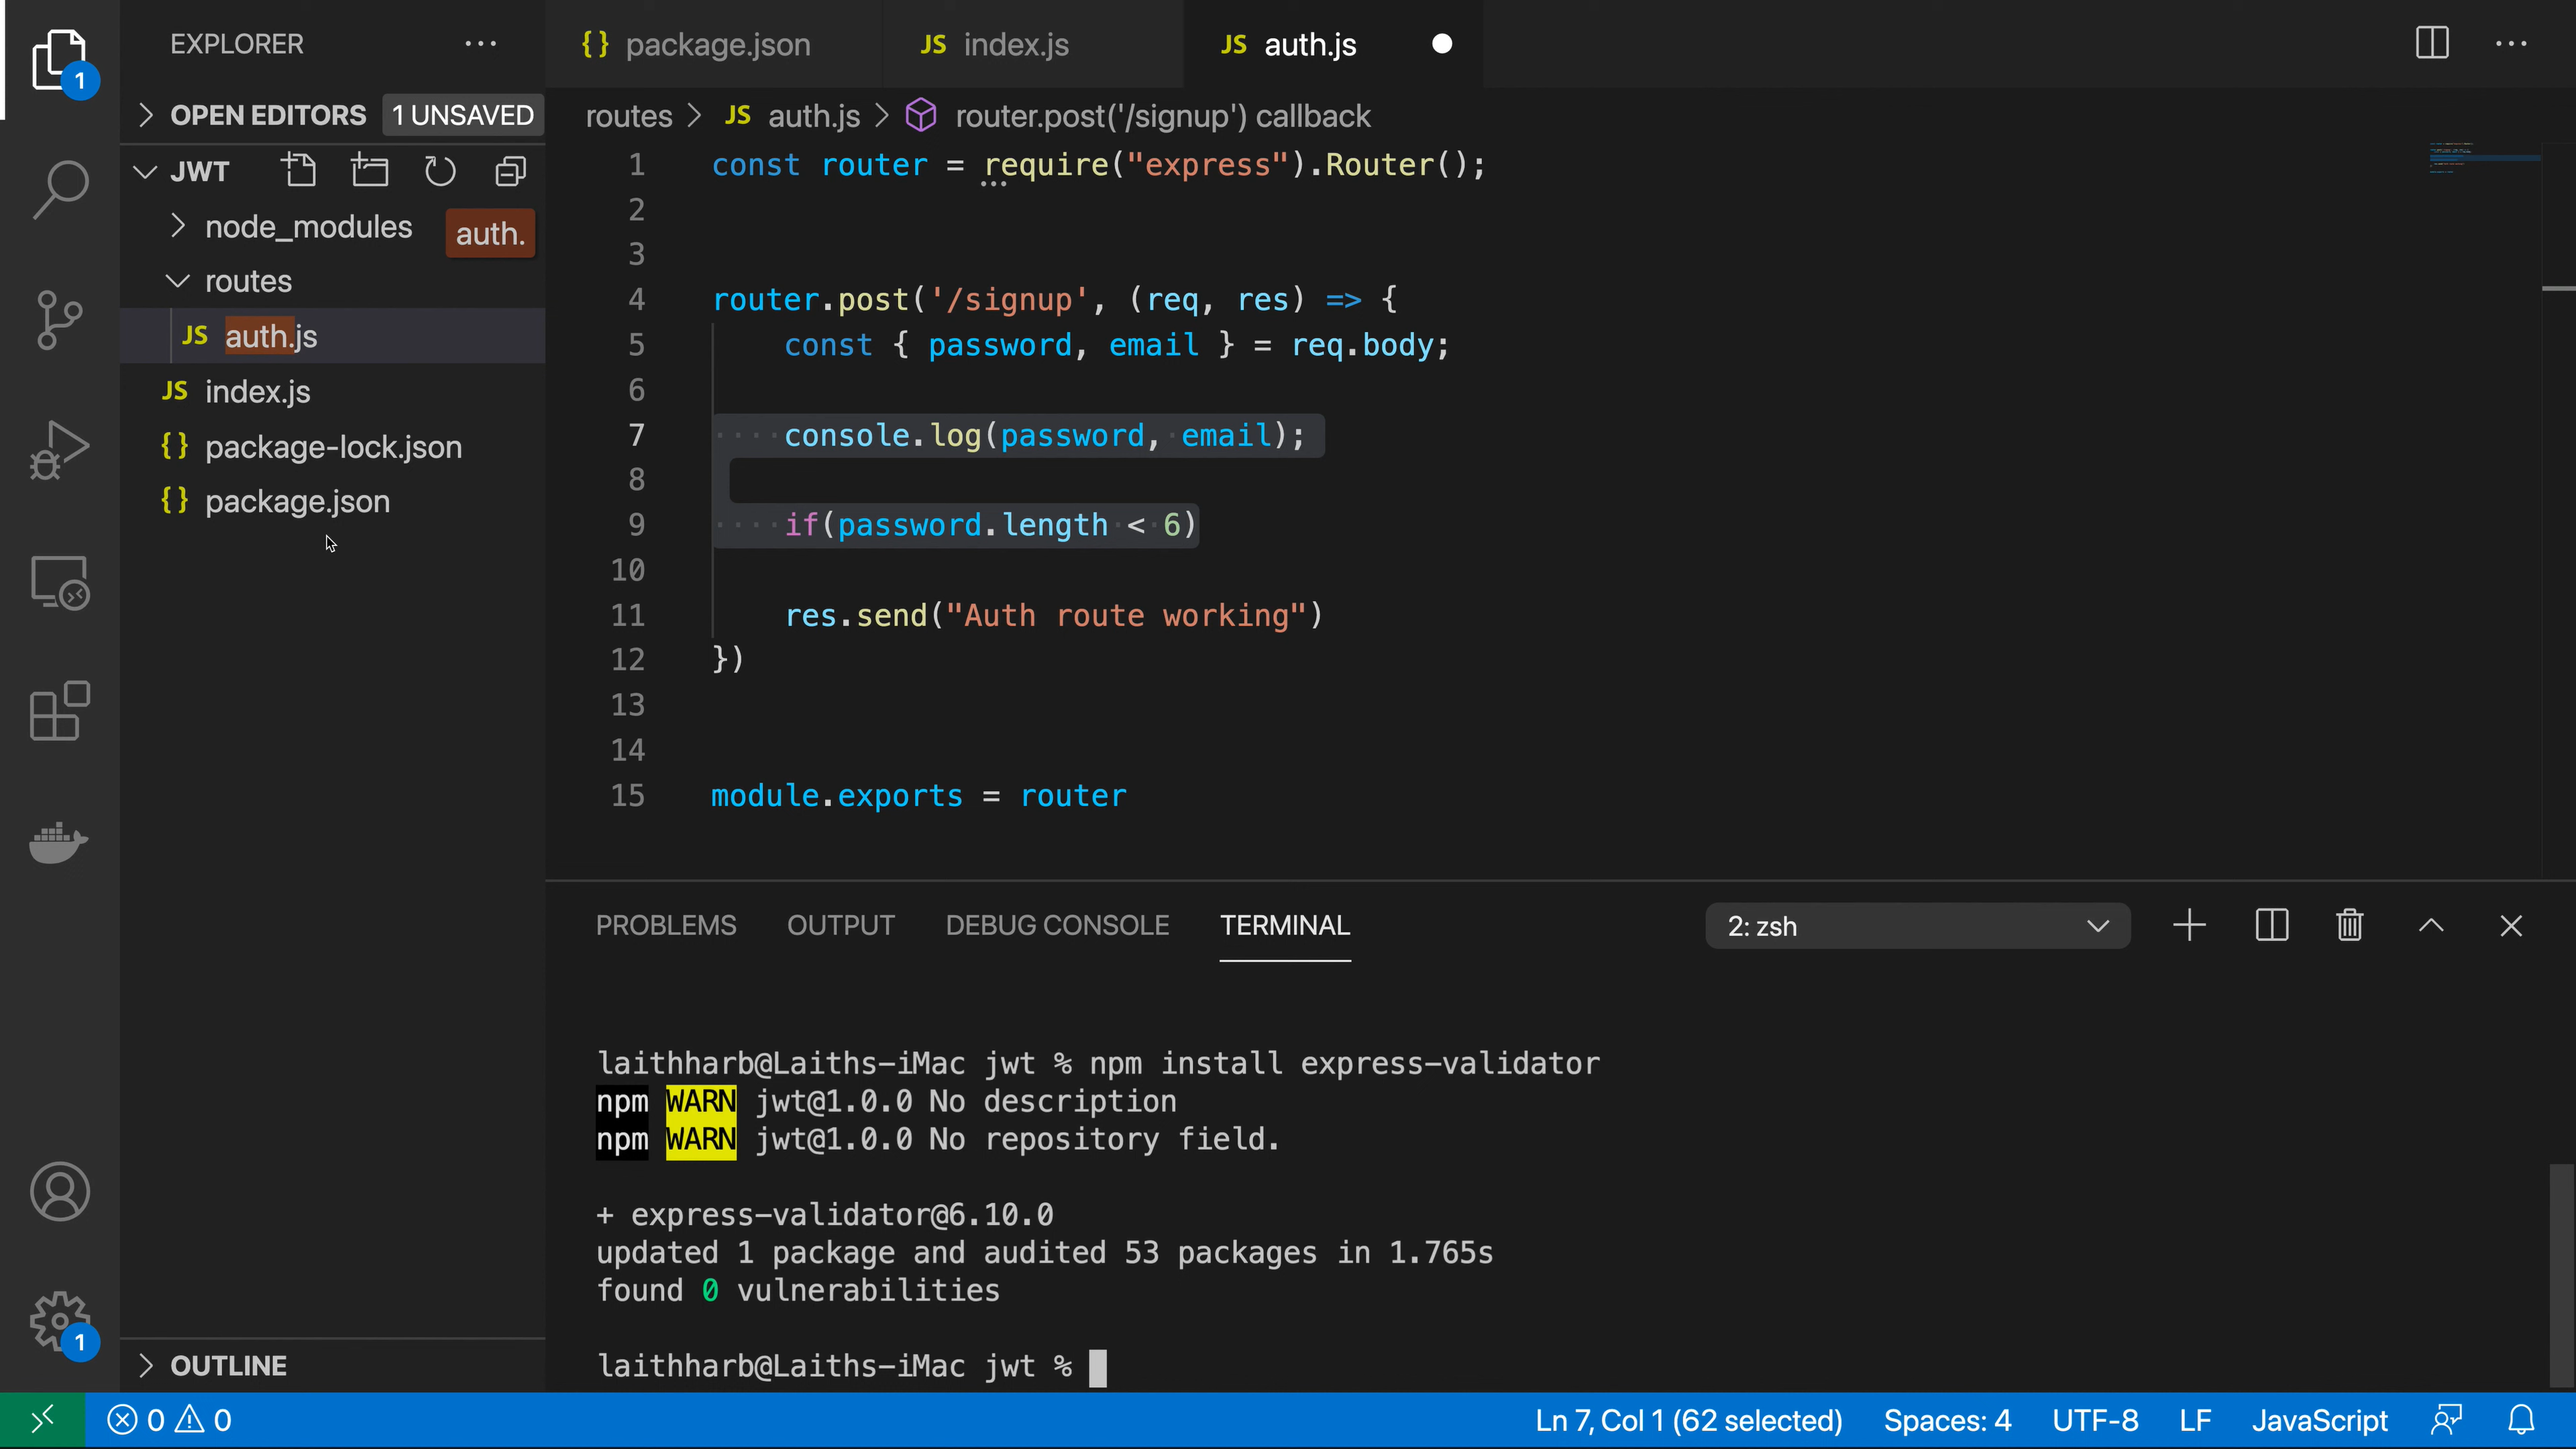 EXPLORER
OPEN EDITORS 1 UNSAVED
JWT
node_modules
auth.
routes
JS auth.js
JS index.js
{} package-lock.json
{} package.json
OUTLINE
{} package.json JS index.js JS auth.js
routes > JS auth.js > router.post('/signup') callback
1 const router = require("express").Router();
2
3
4 router.post('/signup', (req, res) => {
5 const { password, email } = req.body;
6
7 console.log(password, email);
8
9 if(password.length < 6)
10
11 res.send("Auth route working")
12 })
13
14
15 module.exports = router
PROBLEMS OUTPUT DEBUG CONSOLE TERMINAL 2: zsh
laithharb@Laiths-iMac jwt % npm install express-validator
npm WARN jwt@1.0.0 No description
npm WARN jwt@1.0.0 No repository field.
+ express-validator@6.10.0
updated 1 package and audited 53 packages in 1.765s
found 0 vulnerabilities
laithharb@Laiths-iMac jwt %
1
1
0 0 Ln 7, Col 1 (62 selected) Spaces: 4 UTF-8 LF JavaScript